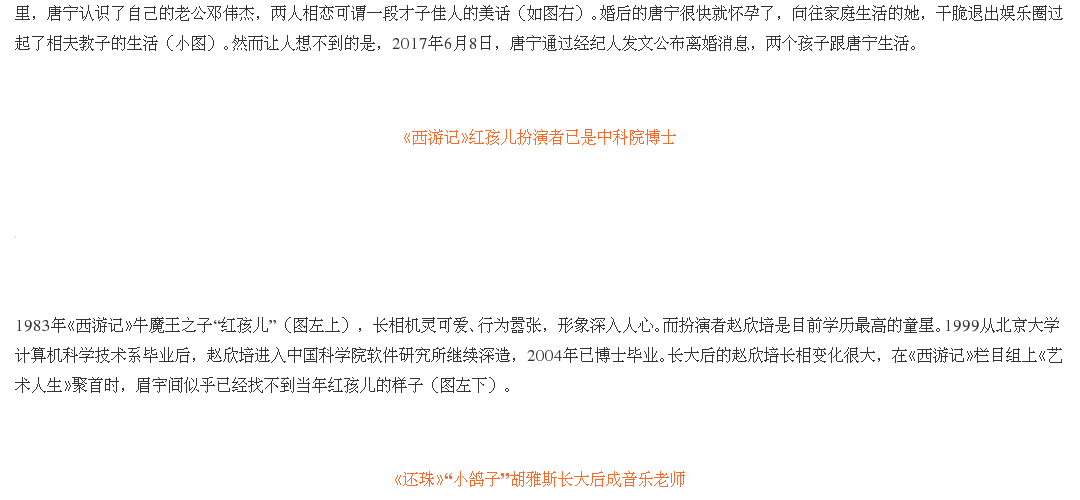 里，唐宁认识了自己的老公邓伟杰，两人相恋可谓一段才子佳人的美话（如图右）。婚后的唐宁很快就怀孕了，向往家庭生活的她，干脆退出娱乐圈过
起了相夫教子的生活（小图）。然而让人想不到的是，2017年6月8日，唐宁通过经纪人发文公布离婚消息，两个孩子跟唐宁生活。
《西游记》红孩儿扮演者已是中科院博士
1983年《西游记》牛魔王之子“红孩儿”（图左上），长相机灵可爱、行为嚣张，形象深入人心。而扮演者赵欣培是目前学历最高的童星。1999从北京大学
计算机科学技术系毕业后，赵欣培进入中国科学院软件研究所继续深造，2004年已博士毕业。长大后的赵欣培长相变化很大，在《西游记》栏目组上《艺
术人生》聚首时，眉宇间似乎已经找不到当年红孩儿的样子（图左下）。
《还珠》“小鸽子”胡雅斯长大后成音乐老师